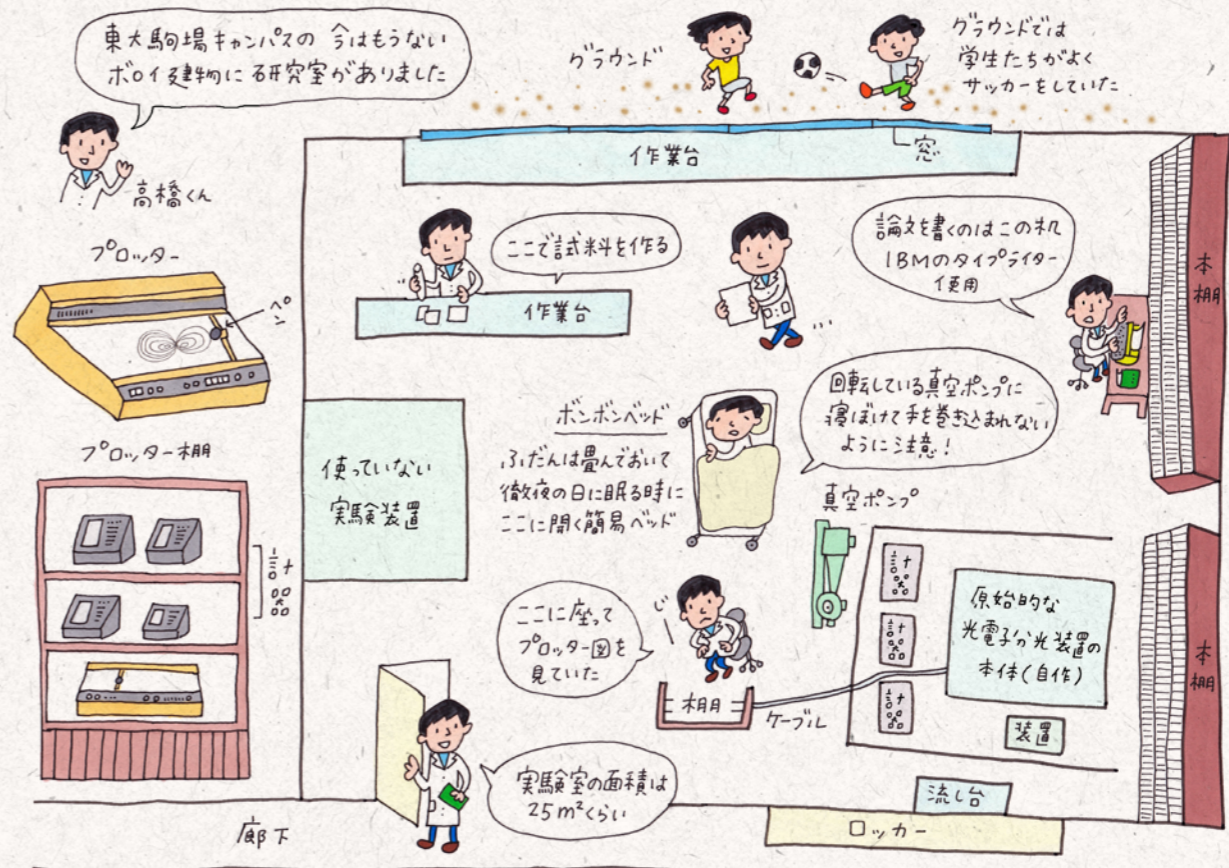 東大駒場キャンパスの 今はもうない
ボロイ建物に研究室がありました
高橋くん
グラウンド
グラウンドでは
学生たちがよく
サッカーをしていた
作業台
窓
プロッター
ペン
ここで試料を作る
作業台
論文を書くのはこの机
IBMのタイプライター
使用
本棚
プロッター棚
計器
使っていない
実験装置
ボンボンベッド
ふだんは畳んでおいて
徹夜の日に眠る時に
ここに開く簡易ベッド
回転している真空ポンプに
寝ぼけて手を巻き込まれない
ように注意!
真空ポンプ
計器
計器
計器
原始的な
光電子分光装置の
本体(自作)
装置
本棚
ここに座って
プロッター図を
見ていた
じーっ
棚
ケーブル
実験室の面積は
25m²くらい
流し台
ロッカー
廊下